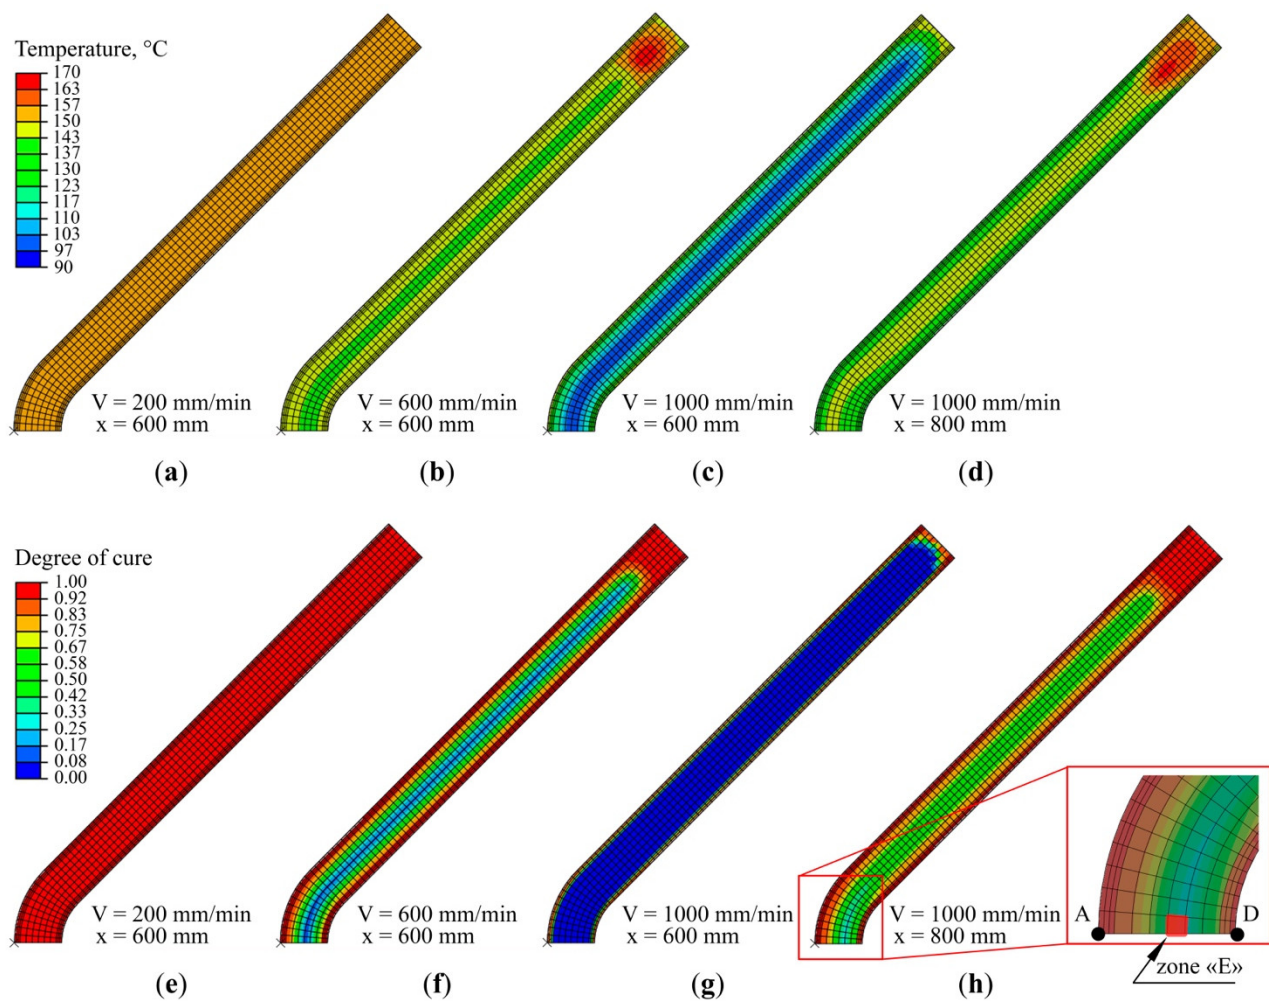 Temperature, °C
170
163
157
150
143
137
130
123
117
110
103
97
90
V = 200 mm/min
x = 600 mm
V = 600 mm/min
x = 600 mm
V = 1000 mm/min
x = 600 mm
V = 1000 mm/min
x = 800 mm
(a)
(b)
(c)
(d)
Degree of cure
1.00
0.92
0.83
0.75
0.67
0.58
0.50
0.42
0.33
0.25
0.17
0.08
0.00
V = 200 mm/min
x = 600 mm
V = 600 mm/min
x = 600 mm
V = 1000 mm/min
x = 600 mm
V = 1000 mm/min
x = 800 mm
A
D
zone «E»
(e)
(f)
(g)
(h)